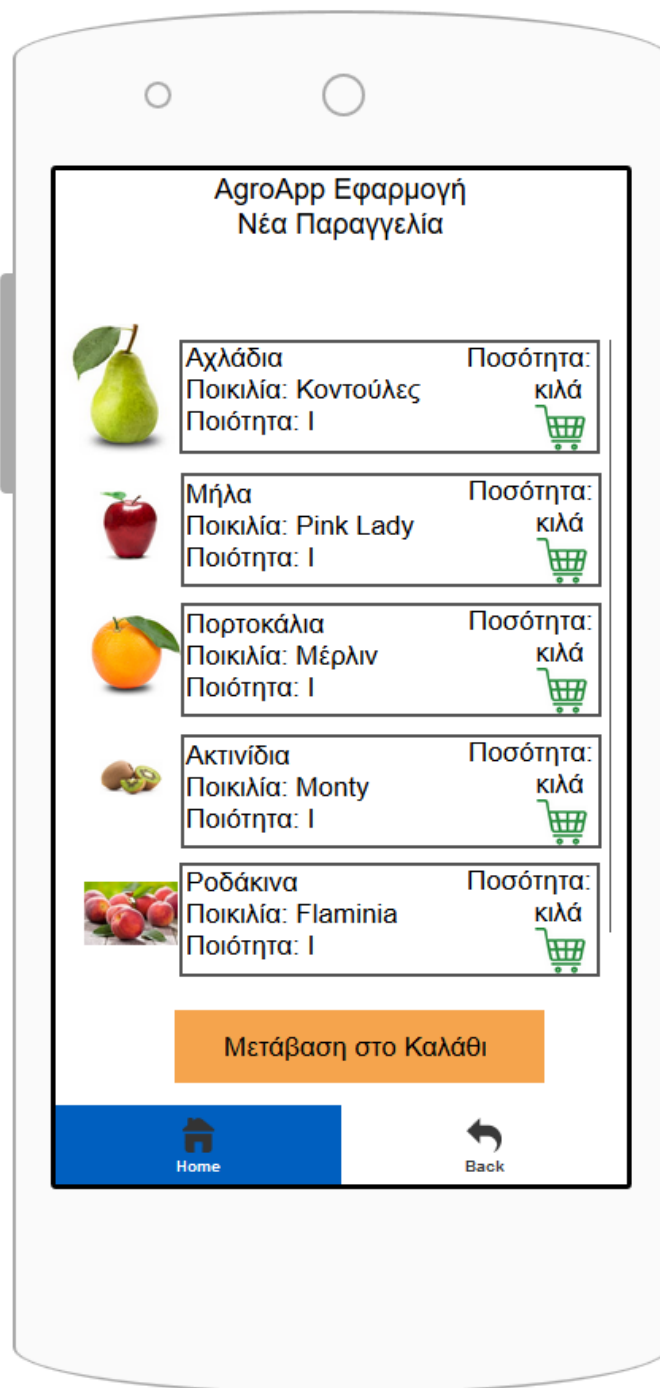 AgroApp Εφαρμογή
Νέα Παραγγελία
Αχλάδια
Ποσότητα:
Ποικιλία: Κοντούλες
κιλά
Ποιότητα: Ι
Μήλα
Ποσότητα:
Ποικιλία: Pink Lady
κιλά
Ποιότητα: Ι
Πορτοκάλια
Ποσότητα:
Ποικιλία: Μέρλιν
κιλά
Ποιότητα: Ι
Ακτινίδια
Ποσότητα:
Ποικιλία: Monty
κιλά
Ποιότητα: Ι
Ροδάκινα
Ποσότητα:
Ποικιλία: Flaminia
κιλά
Ποιότητα: Ι
Μετάβαση στο Καλάθι
Home
Back